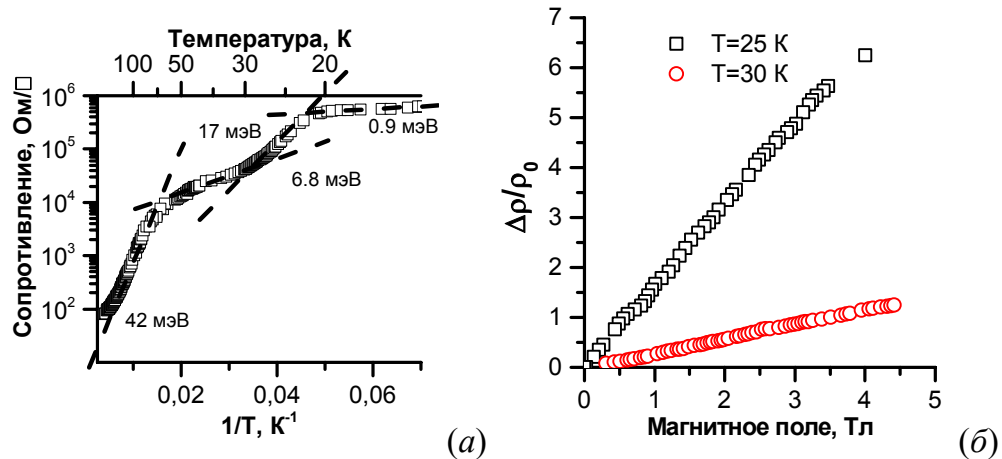 Температура, К
100 50 30 20
Сопротивление, Ом/□
10⁶
10⁵
10⁴
10³
10²
17 мэВ
0.9 мэВ
6.8 мэВ
42 мэВ
0,02 0,04 0,06
1/T, К⁻¹
(а)
Δρ/ρ₀
7
6
5
4
3
2
1
0
T=25 К
T=30 К
0 1 2 3 4 5
Магнитное поле, Тл
(б)